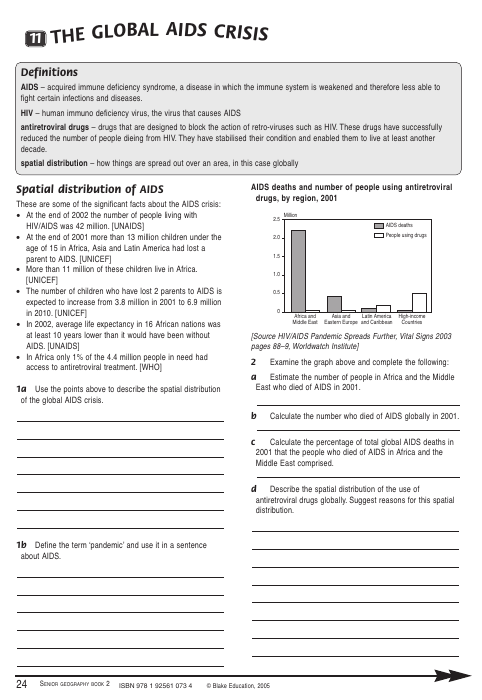 11 THE GLOBAL AIDS CRISIS
Definitions
AIDS – acquired immune deficiency syndrome, a disease in which the immune system is weakened and therefore less able to
fight certain infections and diseases.
HIV – human immuno deficiency virus, the virus that causes AIDS
antiretroviral drugs – drugs that are designed to block the action of retro-viruses such as HIV. These drugs have successfully
reduced the number of people dieing from HIV. They have stabilised their condition and enabled them to live at least another
decade.
spatial distribution – how things are spread out over an area, in this case globally
Spatial distribution of AIDS
These are some of the significant facts about the AIDS crisis:
• At the end of 2002 the number of people living with
HIV/AIDS was 42 million. [UNAIDS]
• At the end of 2001 more than 13 million children under the
age of 15 in Africa, Asia and Latin America had lost a
parent to AIDS. [UNICEF]
• More than 11 million of these children live in Africa.
[UNICEF]
• The number of children who have lost 2 parents to AIDS is
expected to increase from 3.8 million in 2001 to 6.9 million
in 2010. [UNICEF]
• In 2002, average life expectancy in 16 African nations was
at least 10 years lower than it would have been without
AIDS. [UNAIDS]
• In Africa only 1% of the 4.4 million people in need had
access to antiretroviral treatment. [WHO]
1a Use the points above to describe the spatial distribution
of the global AIDS crisis.
1b Define the term ‘pandemic’ and use it in a sentence
about AIDS.
AIDS deaths and number of people using antiretroviral
drugs, by region, 2001
Million
2.5
2.0
1.5
1.0
0.5
0.0
AIDS deaths
People using drugs
Africa and
Middle East
Asia and
Eastern Europe
Latin America
and Caribbean
High-income
Countries
[Source HIV/AIDS Pandemic Spreads Further, Vital Signs 2003
pages 88–9, Worldwatch Institute]
2 Examine the graph above and complete the following:
a Estimate the number of people in Africa and the Middle
East who died of AIDS in 2001.
b Calculate the number who died of AIDS globally in 2001.
c Calculate the percentage of total global AIDS deaths in
2001 that the people who died of AIDS in Africa and the
Middle East comprised.
d Describe the spatial distribution of the use of
antiretroviral drugs globally. Suggest reasons for this spatial
distribution.
24 SENIOR GEOGRAPHY BOOK 2 ISBN 978 1 92561 073 4 © Blake Education, 2005